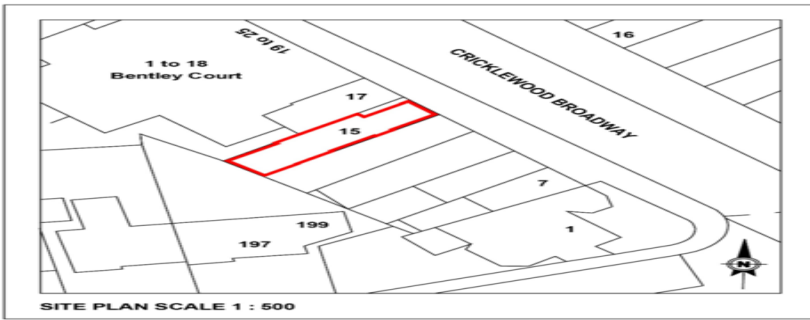 16
19 to 25
1 to 18
Bentley Court
CRICKLEWOOD BROADWAY
17
15
7
199
1
197
N
SITE PLAN SCALE 1 : 500